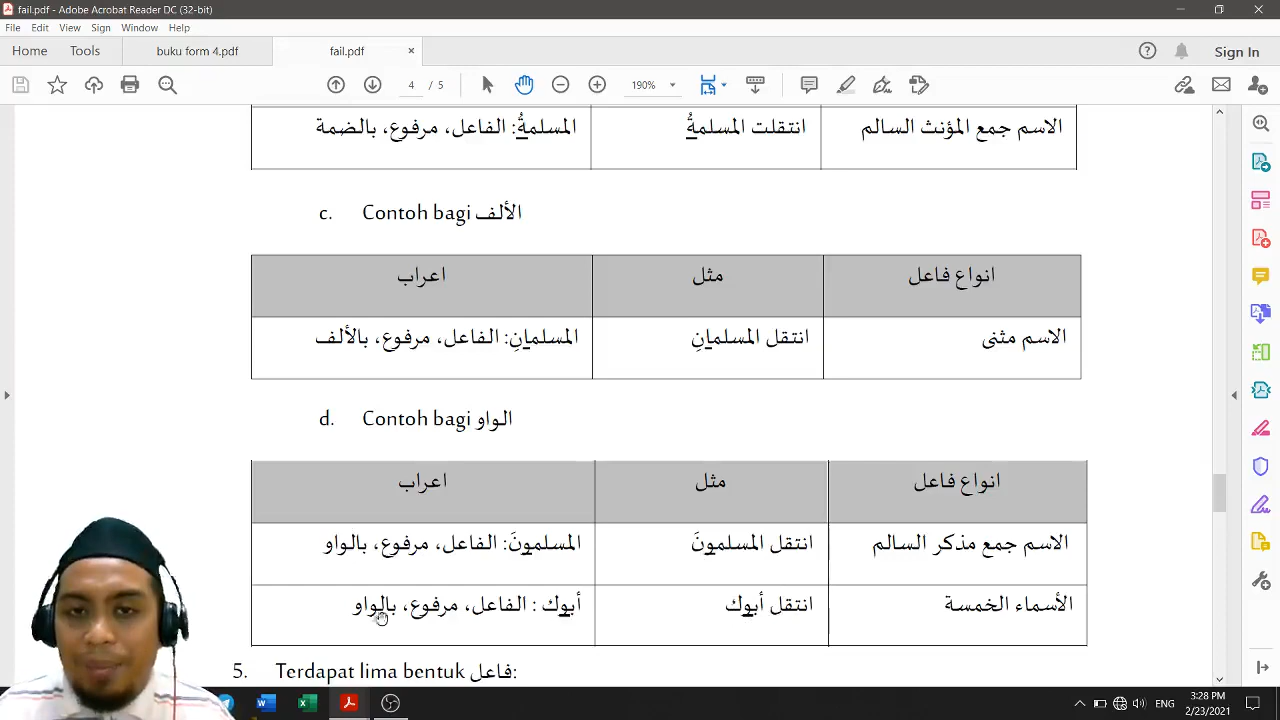 fail.pdf - Adobe Acrobat Reader DC (32-bit)
File Edit View Sign Window Help
Home Tools buku form 4.pdf fail.pdf × Sign In
4 / 5 190%
الاسم جمع المؤنث السالم انتقلت المسلمةُ المسلمةُ: الفاعل، مرفوع، بالضمة
c. Contoh bagi الألف
انواع فاعل مثل اعراب
الاسم مثنى انتقل المسلمانِ المسلمانِ: الفاعل، مرفوع، بالألف
d. Contoh bagi الواو
انواع فاعل مثل اعراب
الاسم جمع مذكر السالم انتقل المسلمونَ المسلمونَ: الفاعل، مرفوع، بالواو
الأسماء الخمسة انتقل أبوك أبوك : الفاعل، مرفوع، بالواو
5. Terdapat lima bentuk فاعل:
ENG 3:28 PM
2/23/2021